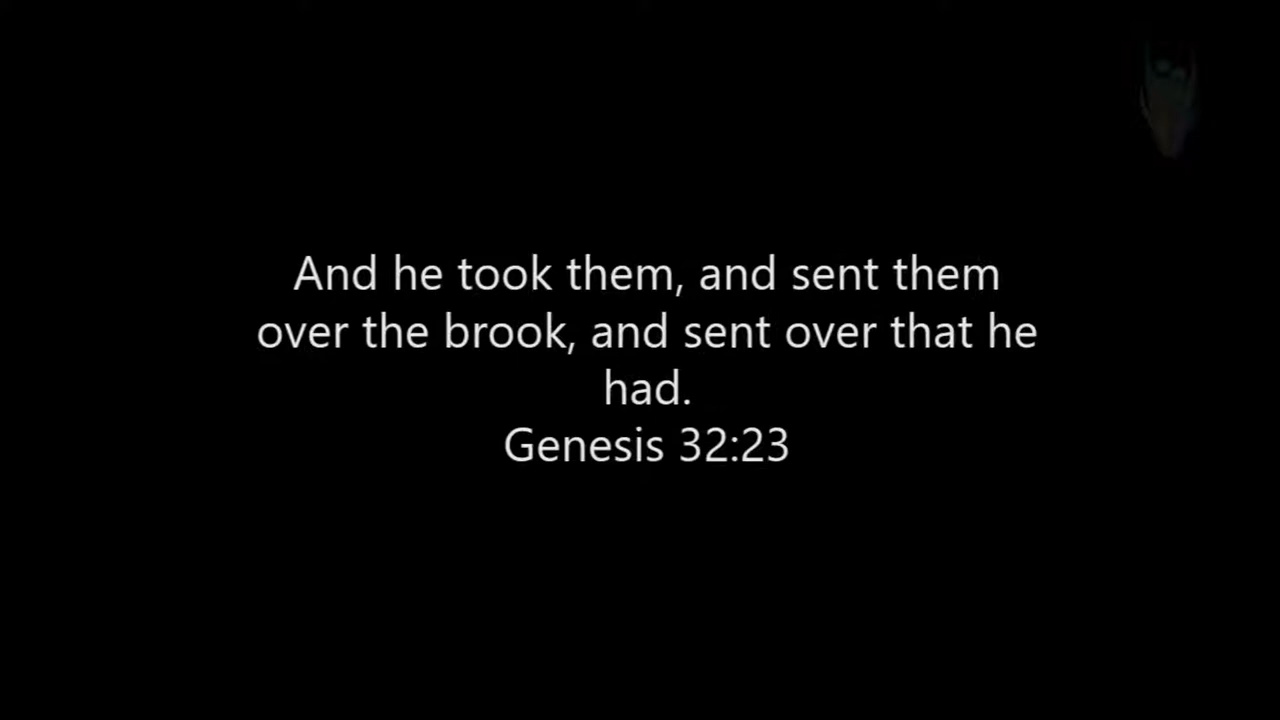 And he took them, and sent them
over the brook, and sent over that he
had.
Genesis 32:23